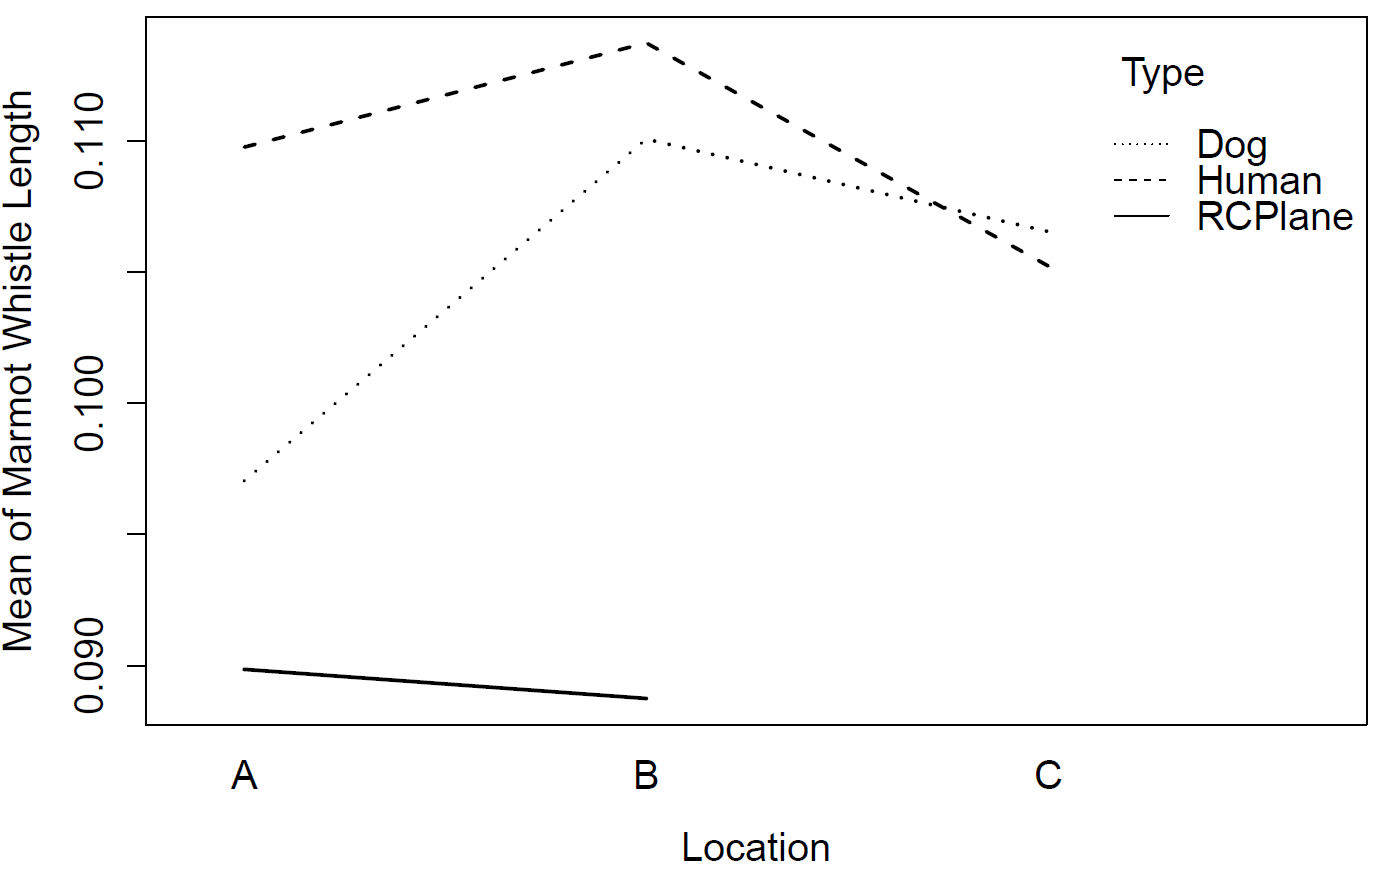 Mean of Marmot Whistle Length
0.110
0.100
0.090
Type
Dog
Human
RCPlane
A B C
Location